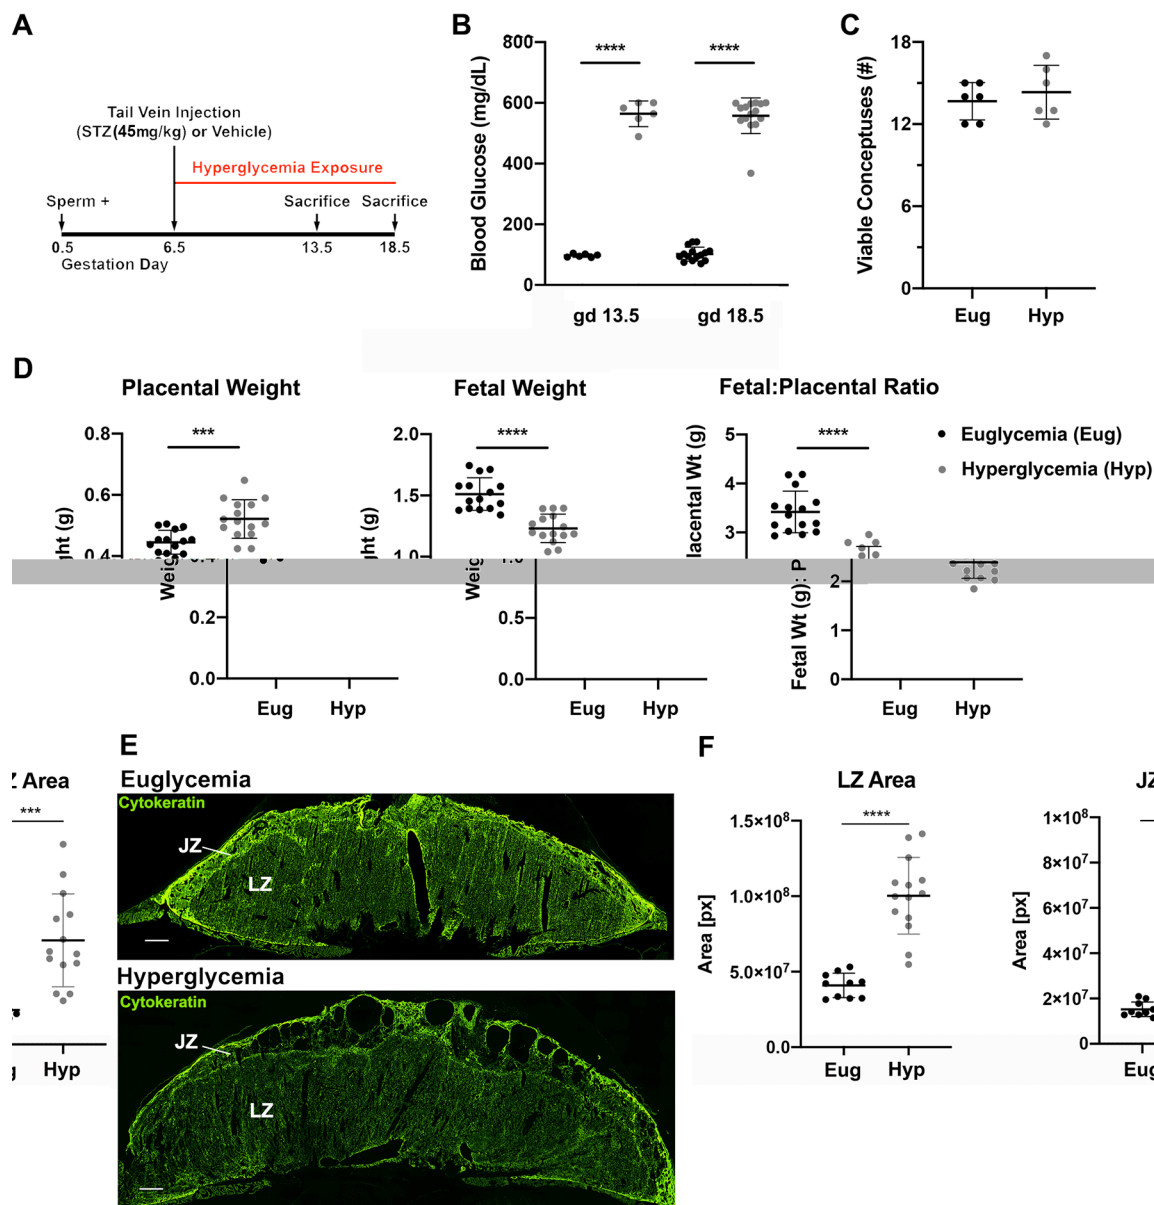 A
Tail Vein Injection
(STZ(45mg/kg) or Vehicle)
Hyperglycemia Exposure
Sperm +
Sacrifice
Sacrifice
0.5
6.5
13.5
18.5
Gestation Day
B
Blood Glucose (mg/dL)
800
600
400
200
0
****
****
gd 13.5
gd 18.5
C
Viable Conceptuses (#)
18
12
6
0
Eug
Hyp
D
Placental Weight
0.8
0.6
0.4
0.2
0.0
***
Eug
Hyp
Fetal Weight
2.0
1.5
1.0
0.5
0.0
****
Eug
Hyp
Fetal:Placental Ratio
5
4
3
2
1
0
****
Fetal Wt (g): P
lacental Wt (g)
Eug
Hyp
Euglycemia (Eug)
Hyperglycemia (Hyp)
Z Area
***
Hyp
E
Euglycemia
Cytokeratin
JZ
LZ
Hyperglycemia
Cytokeratin
JZ
LZ
F
LZ Area
Area [px]
1.5×10⁸
1.0×10⁸
5.0×10⁷
0.0
****
Eug
Hyp
JZ
Area [px]
1×10⁸
8×10⁷
6×10⁷
4×10⁷
2×10⁷
0
Eug